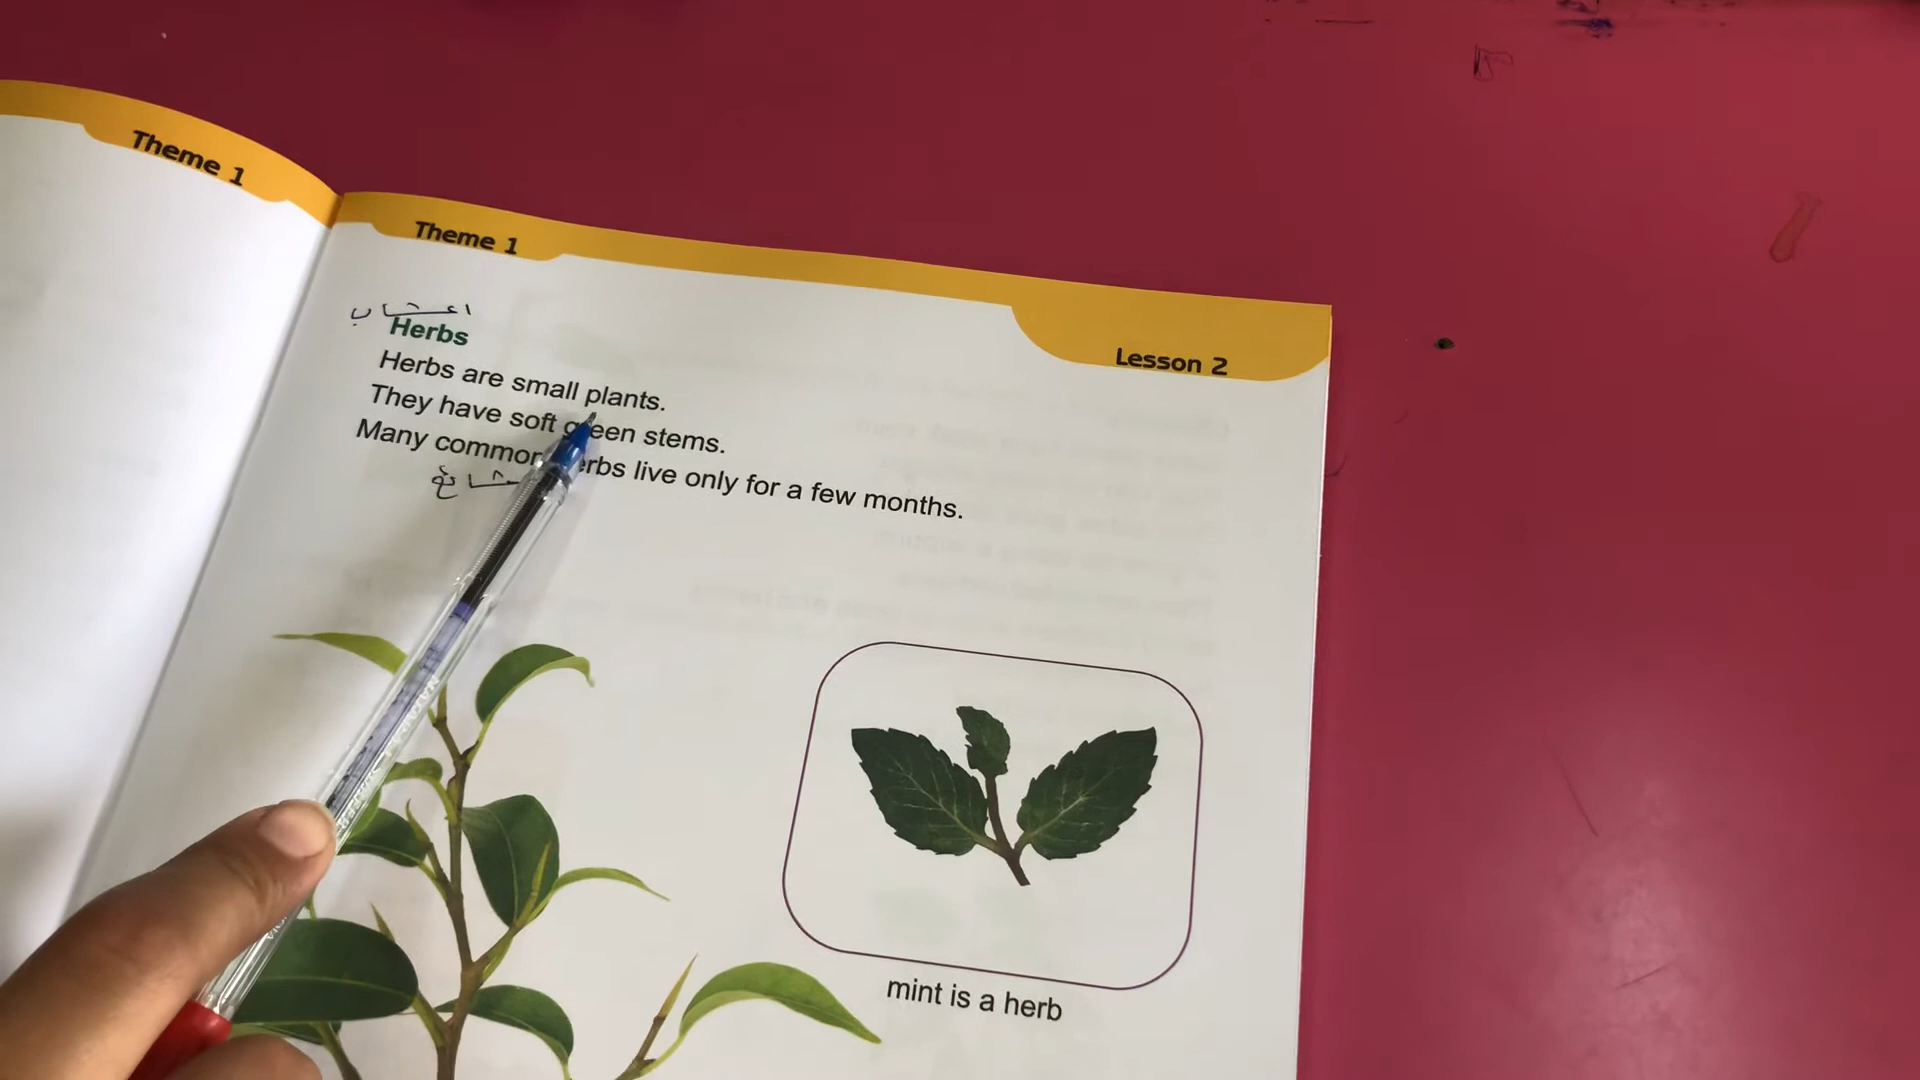 Theme 1
Theme 1
Lesson 2
اعشاب
Herbs
Herbs are small plants.
They have soft green stems.
Many common herbs live only for a few months.
شائع
mint is a herb